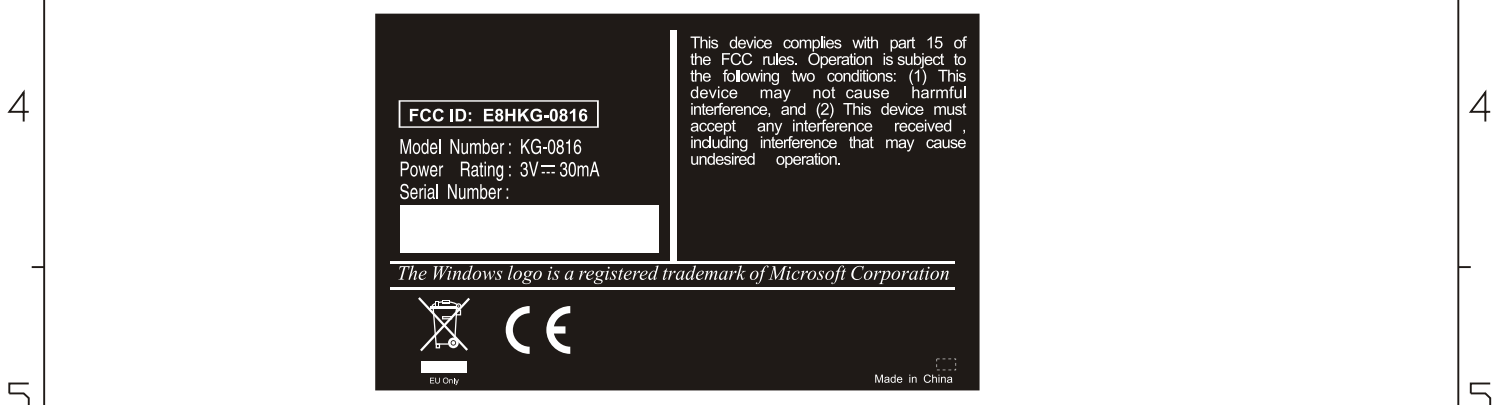 4
4
FCC ID: E8HKG-0816
Model Number : KG-0816
Power Rating : 3V⎓30mA
Serial Number :
This device complies with part 15 of
the FCC rules. Operation is subject to
the following two conditions: (1) This
device may not cause harmful
interference, and (2) This device must
accept any interference received ,
including interference that may cause
undesired operation.
The Windows logo is a registered trademark of Microsoft Corporation
CE
EU Only
Made in China
5
5